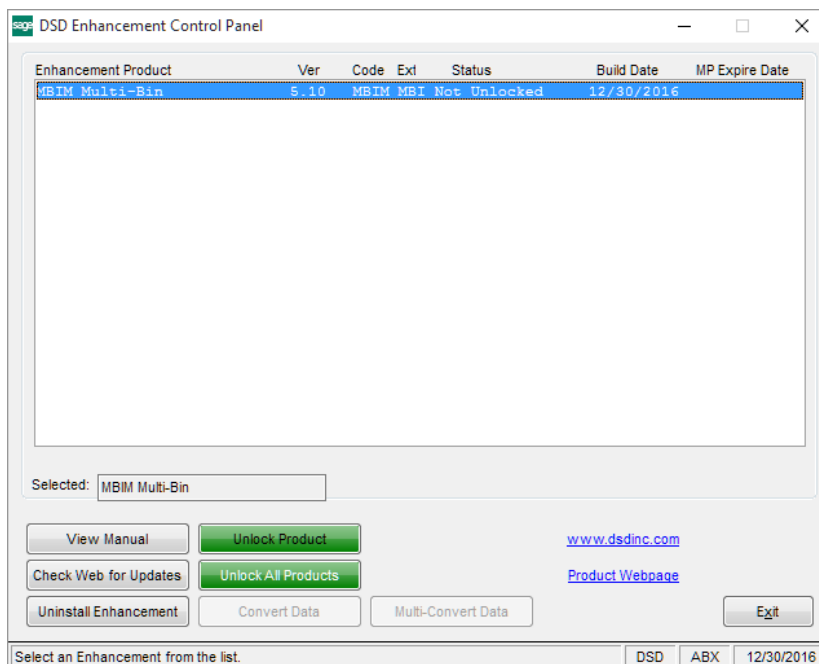 sage DSD Enhancement Control Panel
Enhancement Product Ver Code Ext Status Build Date MP Expire Date
MBIM Multi-Bin 5.10 MBIM MBI Not Unlocked 12/30/2016
Selected: MBIM Multi-Bin
View Manual Unlock Product www.dsdinc.com
Check Web for Updates Unlock All Products Product Webpage
Uninstall Enhancement Convert Data Multi-Convert Data Exit
Select an Enhancement from the list. DSD ABX 12/30/2016